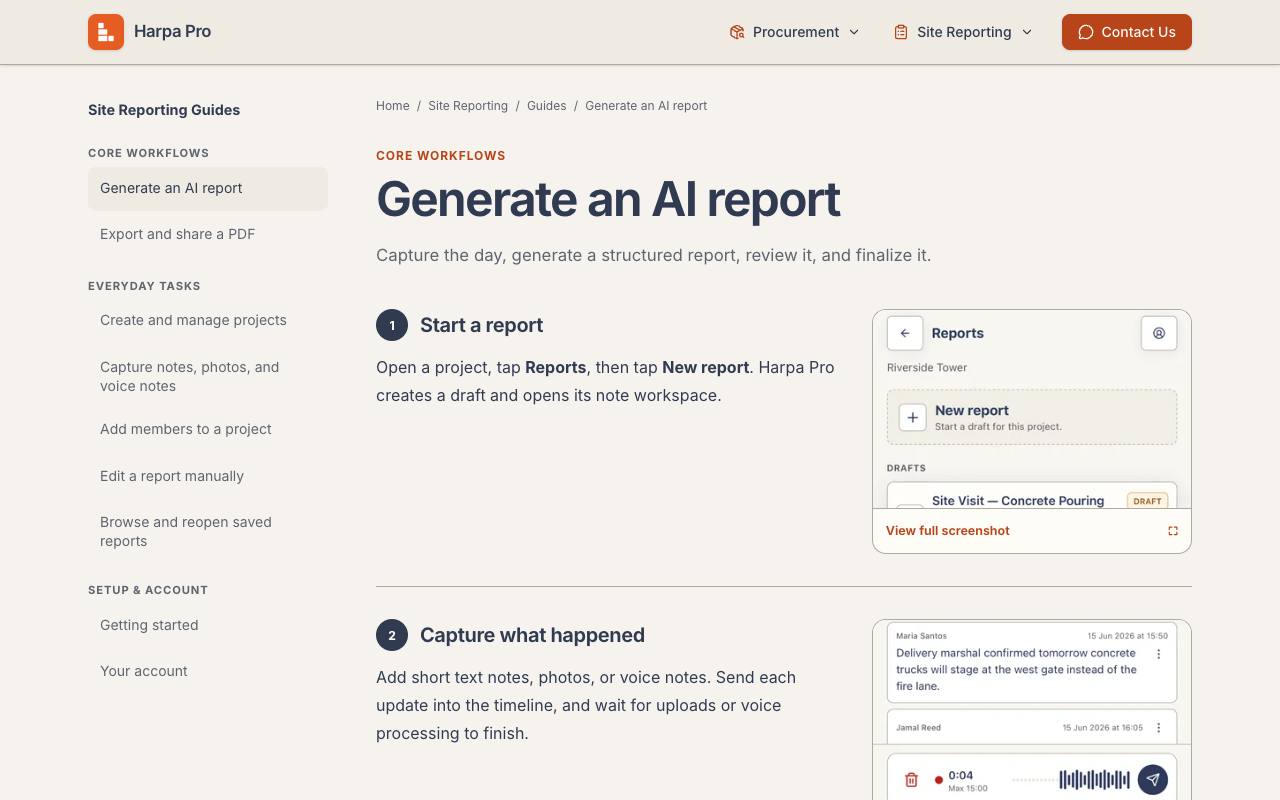 Harpa Pro
Procurement
Site Reporting
Contact Us
Site Reporting Guides
CORE WORKFLOWS
Generate an AI report
Export and share a PDF
EVERYDAY TASKS
Create and manage projects
Capture notes, photos, and
voice notes
Add members to a project
Edit a report manually
Browse and reopen saved
reports
SETUP & ACCOUNT
Getting started
Your account
Home / Site Reporting / Guides / Generate an AI report
CORE WORKFLOWS
Generate an AI report
Capture the day, generate a structured report, review it, and finalize it.
1 Start a report
Open a project, tap Reports, then tap New report. Harpa Pro
creates a draft and opens its note workspace.
Reports
Riverside Tower
New report
Start a draft for this project.
DRAFTS
Site Visit — Concrete Pouring DRAFT
View full screenshot
2 Capture what happened
Add short text notes, photos, or voice notes. Send each
update into the timeline, and wait for uploads or voice
processing to finish.
Maria Santos 15 Jun 2026 at 15:50
Delivery marshal confirmed tomorrow concrete
trucks will stage at the west gate instead of the
fire lane.
Jamal Reed 15 Jun 2026 at 16:05
0:04
Max 15:00